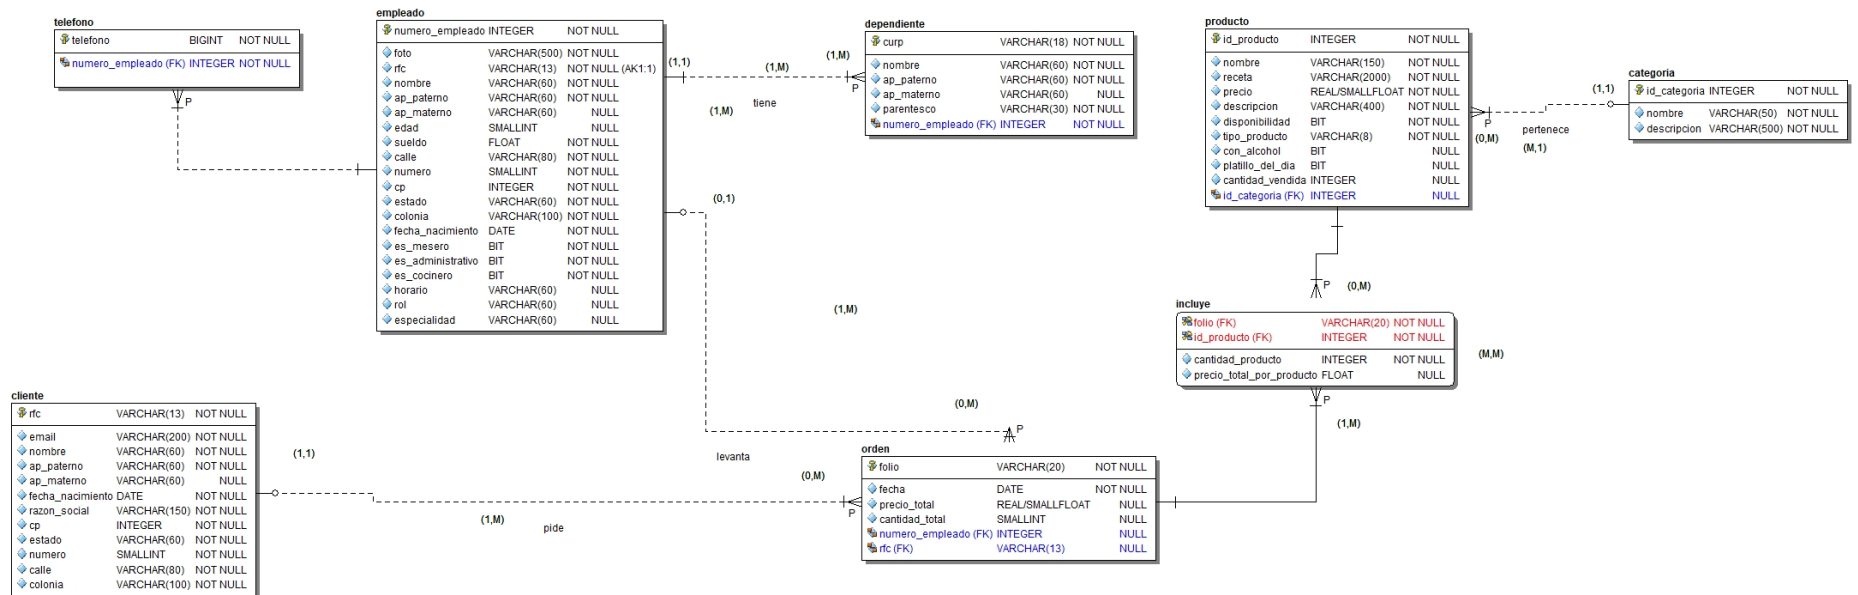 telefono
telefono BIGINT NOT NULL
numero_empleado (FK) INTEGER NOT NULL
P
empleado
numero_empleado INTEGER NOT NULL
foto VARCHAR(500) NOT NULL
rfc VARCHAR(13) NOT NULL (AK1:1)
nombre VARCHAR(60) NOT NULL
ap_paterno VARCHAR(60) NOT NULL
ap_materno VARCHAR(60) NULL
edad SMALLINT NULL
sueldo FLOAT NOT NULL
calle VARCHAR(80) NOT NULL
numero SMALLINT NOT NULL
cp INTEGER NOT NULL
estado VARCHAR(60) NOT NULL
colonia VARCHAR(100) NOT NULL
fecha_nacimiento DATE NOT NULL
es_mesero BIT NOT NULL
es_administrativo BIT NOT NULL
es_cocinero BIT NOT NULL
horario VARCHAR(60) NULL
rol VARCHAR(60) NULL
especialidad VARCHAR(60) NULL
(1,1)
(1,M)
(1,M)
P
tiene
(1,M)
dependiente
curp VARCHAR(18) NOT NULL
nombre VARCHAR(60) NOT NULL
ap_paterno VARCHAR(60) NOT NULL
ap_materno VARCHAR(60) NULL
parentesco VARCHAR(30) NOT NULL
numero_empleado (FK) INTEGER NOT NULL
producto
id_producto INTEGER NOT NULL
nombre VARCHAR(150) NOT NULL
receta VARCHAR(2000) NOT NULL
precio REAL/SMALLFLOAT NOT NULL
descripcion VARCHAR(400) NOT NULL
disponibilidad BIT NOT NULL
tipo_producto VARCHAR(8) NOT NULL
con_alcohol BIT NULL
platillo_del_dia BIT NULL
cantidad_vendida INTEGER NULL
id_categoria (FK) INTEGER NULL
(1,1)
P
pertenece
(0,M)
(M,1)
categoria
id_categoria INTEGER NOT NULL
nombre VARCHAR(50) NOT NULL
descripcion VARCHAR(500) NOT NULL
(0,1)
(1,M)
(0,M)
P
levanta
P
(0,M)
incluye
folio (FK) VARCHAR(20) NOT NULL
id_producto (FK) INTEGER NOT NULL
cantidad_producto INTEGER NOT NULL
precio_total_por_producto FLOAT NULL
(M,M)
P
(1,M)
cliente
rfc VARCHAR(13) NOT NULL
email VARCHAR(200) NOT NULL
nombre VARCHAR(60) NOT NULL
ap_paterno VARCHAR(60) NOT NULL
ap_materno VARCHAR(60) NULL
fecha_nacimiento DATE NOT NULL
razon_social VARCHAR(150) NOT NULL
cp INTEGER NOT NULL
estado VARCHAR(60) NOT NULL
numero SMALLINT NOT NULL
calle VARCHAR(80) NOT NULL
colonia VARCHAR(100) NOT NULL
(1,1)
(1,M)
pide
(0,M)
P
orden
folio VARCHAR(20) NOT NULL
fecha DATE NOT NULL
precio_total REAL/SMALLFLOAT NULL
cantidad_total SMALLINT NULL
numero_empleado (FK) INTEGER NULL
rfc (FK) VARCHAR(13) NULL